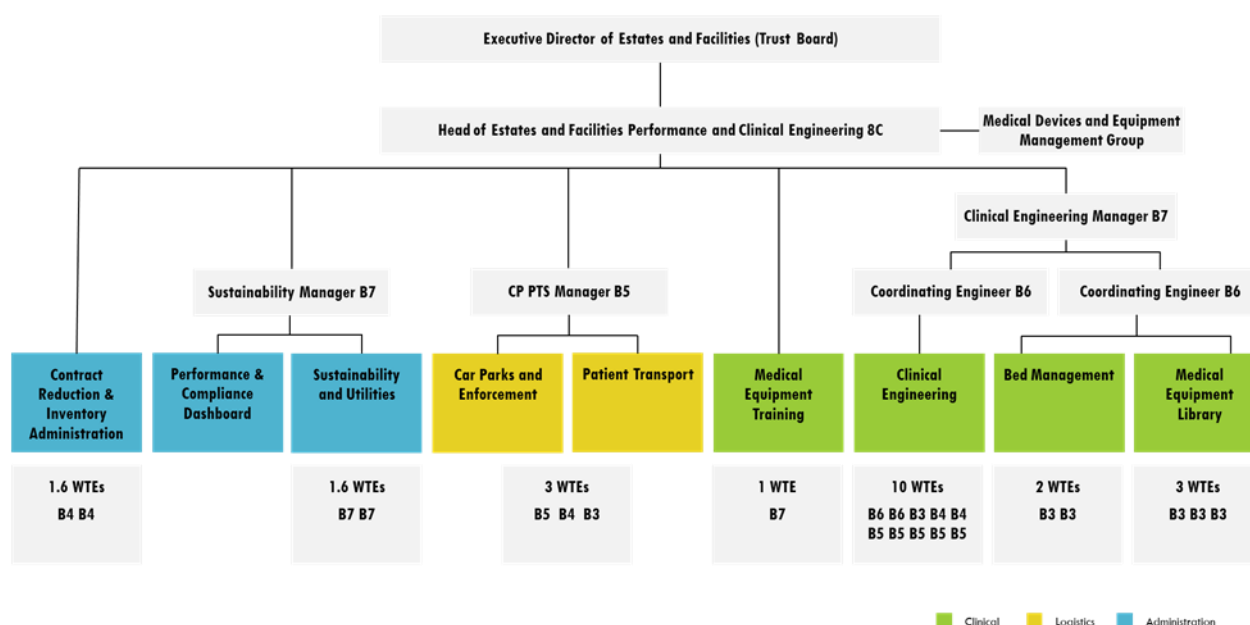 Executive Director of Estates and Facilities (Trust Board)
Head of Estates and Facilities Performance and Clinical Engineering 8C
Medical Devices and Equipment
Management Group
Clinical Engineering Manager B7
Sustainability Manager B7
CP PTS Manager B5
Coordinating Engineer B6
Coordinating Engineer B6
Contract
Reduction &
Inventory
Administration
Performance &
Compliance
Dashboard
Sustainability
and Utilities
Car Parks and
Enforcement
Patient Transport
Medical
Equipment
Training
Clinical
Engineering
Bed Management
Medical
Equipment
Library
1.6 WTEs
B4 B4
1.6 WTEs
B7 B7
3 WTEs
B5 B4 B3
1 WTE
B7
10 WTEs
B6 B6 B3 B4 B4
B5 B5 B5 B5 B5
2 WTEs
B3 B3
3 WTEs
B3 B3 B3
Clinical
Logistics
Administration